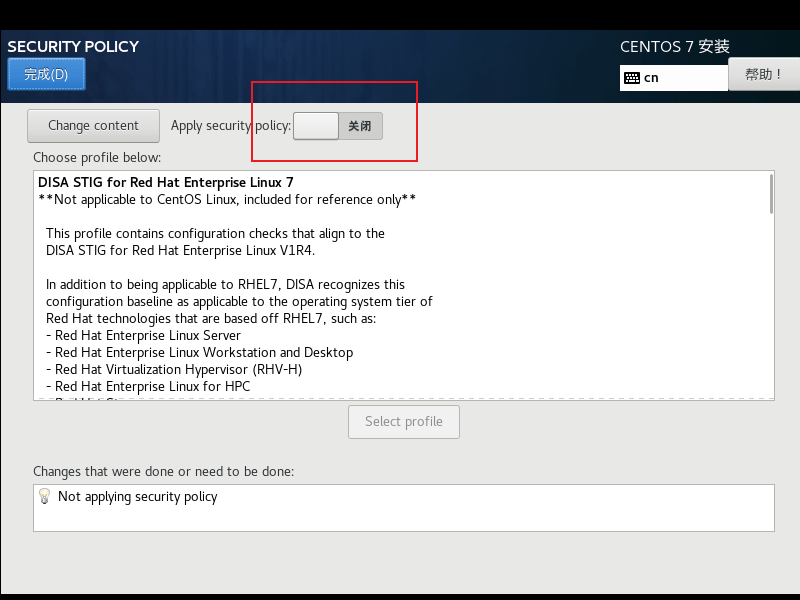 SECURITY POLICY
CENTOS 7 安装
完成(D)
cn
帮助！
Change content
Apply security policy:
关闭
Choose profile below:
DISA STIG for Red Hat Enterprise Linux 7
**Not applicable to CentOS Linux, included for reference only**
This profile contains configuration checks that align to the
DISA STIG for Red Hat Enterprise Linux V1R4.
In addition to being applicable to RHEL7, DISA recognizes this
configuration baseline as applicable to the operating system tier of
Red Hat technologies that are based off RHEL7, such as:
- Red Hat Enterprise Linux Server
- Red Hat Enterprise Linux Workstation and Desktop
- Red Hat Virtualization Hypervisor (RHV-H)
- Red Hat Enterprise Linux for HPC
Select profile
Changes that were done or need to be done:
Not applying security policy